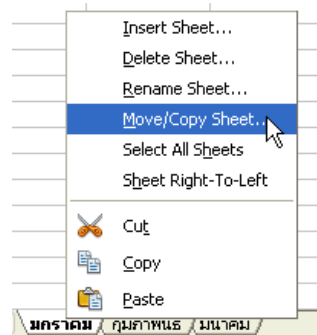 Insert Sheet...
Delete Sheet...
Rename Sheet...
Move/Copy Sheet...
Select All Sheets
Sheet Right-To-Left
Cut
Copy
Paste
มกราคม กุมภาพันธ์ มีนาคม